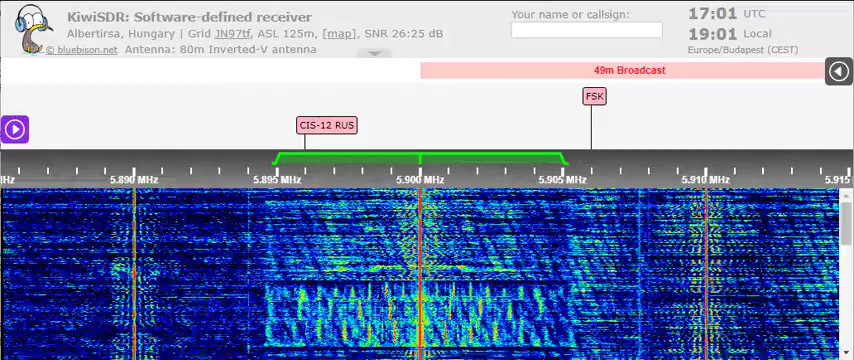 KiwiSDR: Software-defined receiver
Albertirsa, Hungary | Grid JN97tf, ASL 125m, [map], SNR 26:25 dB
© bluebison.net Antenna: 80m Inverted-V antenna
Your name or callsign:
17:01 UTC
19:01 Local
Europe/Budapest (CEST)
49m Broadcast
FSK
CIS-12 RUS
5.890 MHz 5.895 MHz 5.900 MHz 5.905 MHz 5.910 MHz 5.915